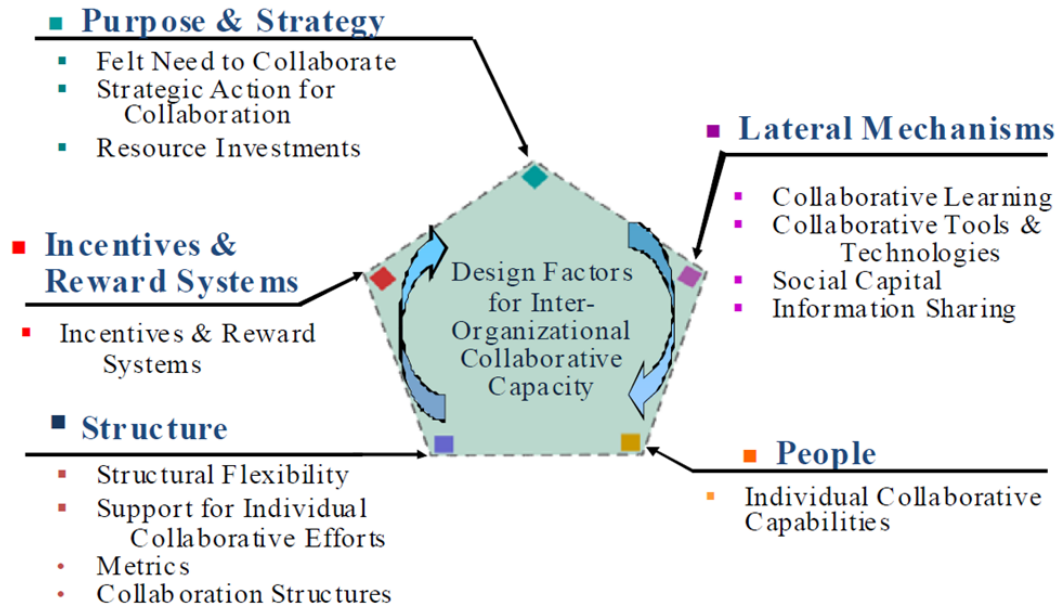 Purpose & Strategy
Felt Need to Collaborate
Strategic Action for
Collaboration
Resource Investments
Lateral Mechanisms
Collaborative Learning
Collaborative Tools &
Technologies
Social Capital
Information Sharing
Incentives &
Reward Systems
Incentives & Reward
Systems
Design Factors
for Inter-
Organizational
Collaborative
Capacity
Structure
Structural Flexibility
Support for Individual
Collaborative Efforts
Metrics
Collaboration Structures
People
Individual Collaborative
Capabilities